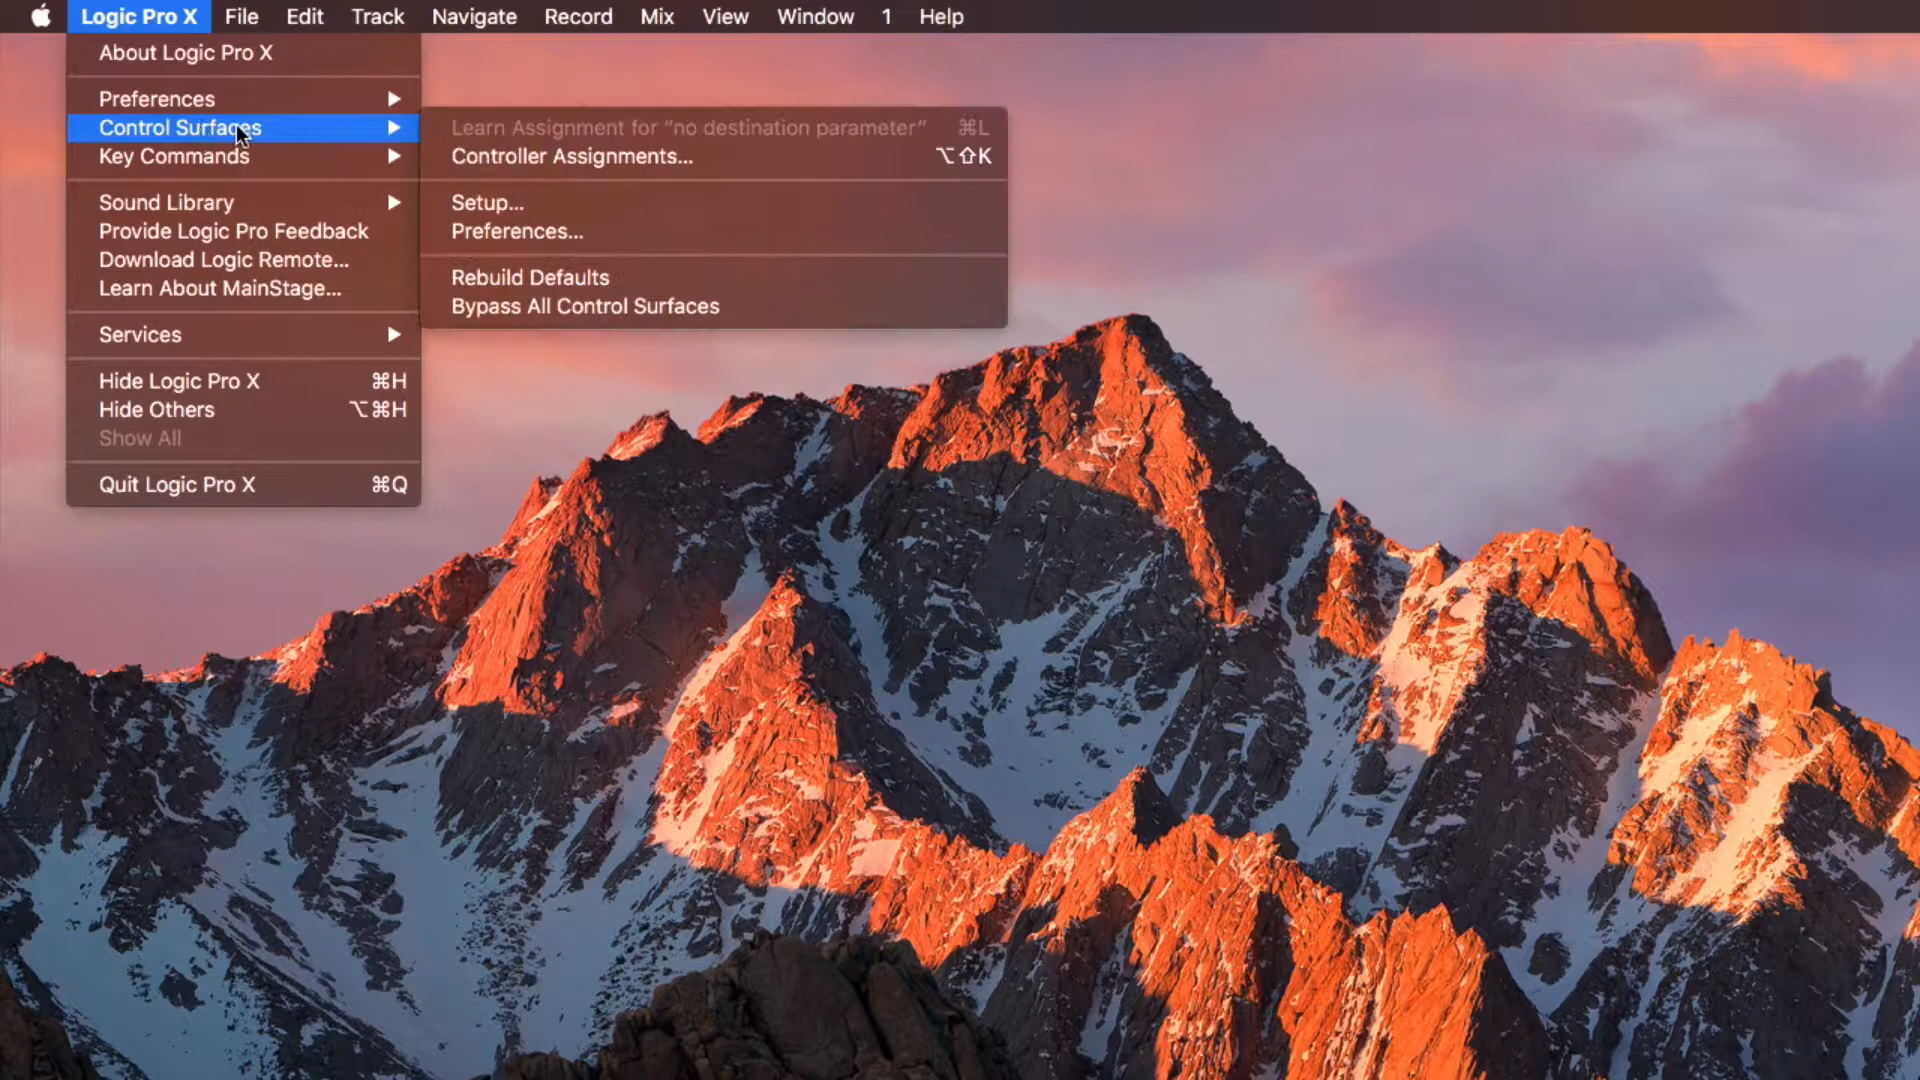 Logic Pro X File Edit Track Navigate Record Mix View Window 1 Help
About Logic Pro X
Preferences
Control Surfaces
Key Commands
Sound Library
Provide Logic Pro Feedback
Download Logic Remote...
Learn About MainStage...
Services
Hide Logic Pro X ⌘H
Hide Others ⌥⌘H
Show All
Quit Logic Pro X ⌘Q
Learn Assignment for “no destination parameter” ⌘L
Controller Assignments... ⌥⇧K
Setup...
Preferences...
Rebuild Defaults
Bypass All Control Surfaces